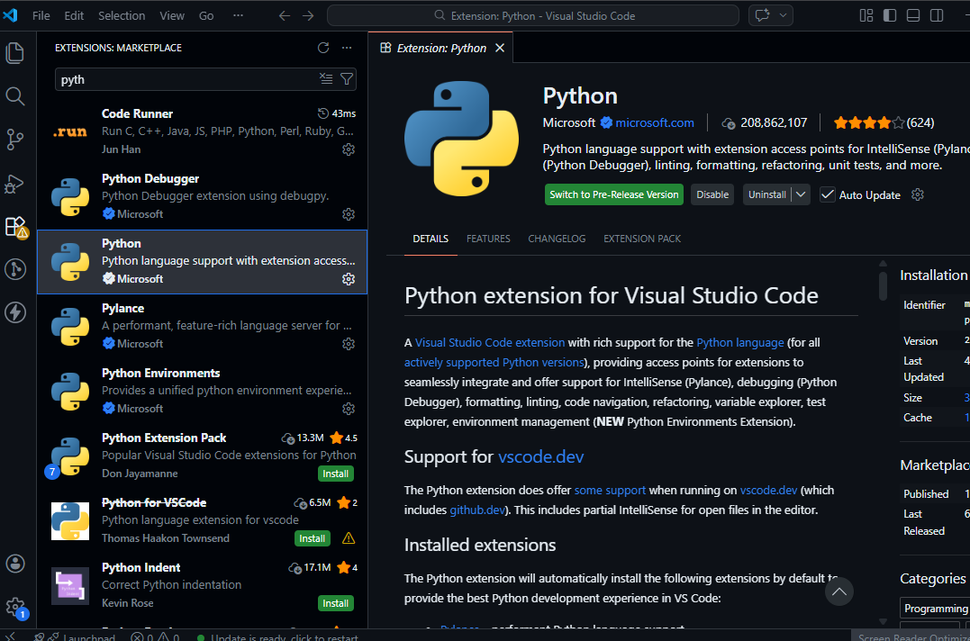 File Edit Selection View Go ... Extension: Python - Visual Studio Code
EXTENSIONS: MARKETPLACE
pyth
Code Runner 43ms
.run
Run C, C++, Java, JS, PHP, Python, Perl, Ruby, G...
Jun Han
Python Debugger
Python Debugger extension using debugpy.
Microsoft
Python
Python language support with extension access...
Microsoft
Pylance
A performant, feature-rich language server for ...
Microsoft
Python Environments
Provides a unified python environment experie...
Microsoft
Python Extension Pack 13.3M 4.5
Popular Visual Studio Code extensions for Python
7
Don Jayamanne Install
Python for VSCode 6.5M 2
Python language extension for vscode
Thomas Haakon Townsend Install
Python Indent 17.1M 4
Correct Python indentation
Kevin Rose Install
1
Extension: Python
Python
Microsoft microsoft.com 208,862,107 (624)
Python language support with extension access points for IntelliSense (Pylanc
(Python Debugger), linting, formatting, refactoring, unit tests, and more.
Switch to Pre-Release Version Disable Uninstall Auto Update
DETAILS FEATURES CHANGELOG EXTENSION PACK
Python extension for Visual Studio Code
A Visual Studio Code extension with rich support for the Python language (for all
actively supported Python versions), providing access points for extensions to
seamlessly integrate and offer support for IntelliSense (Pylance), debugging (Python
Debugger), formatting, linting, code navigation, refactoring, variable explorer, test
explorer, environment management (NEW Python Environments Extension).
Support for vscode.dev
The Python extension does offer some support when running on vscode.dev (which
includes github.dev). This includes partial IntelliSense for open files in the editor.
Installed extensions
The Python extension will automatically install the following extensions by default to
provide the best Python development experience in VS Code:
Installation
Identifier
Version 2
Last 4
Updated
Size 3
Cache 1
Marketplac
Published 1
Last 6
Released
Categories
Programming
Launchpad 0 0 Update is ready, click to restart. Screen Reader Optimiz